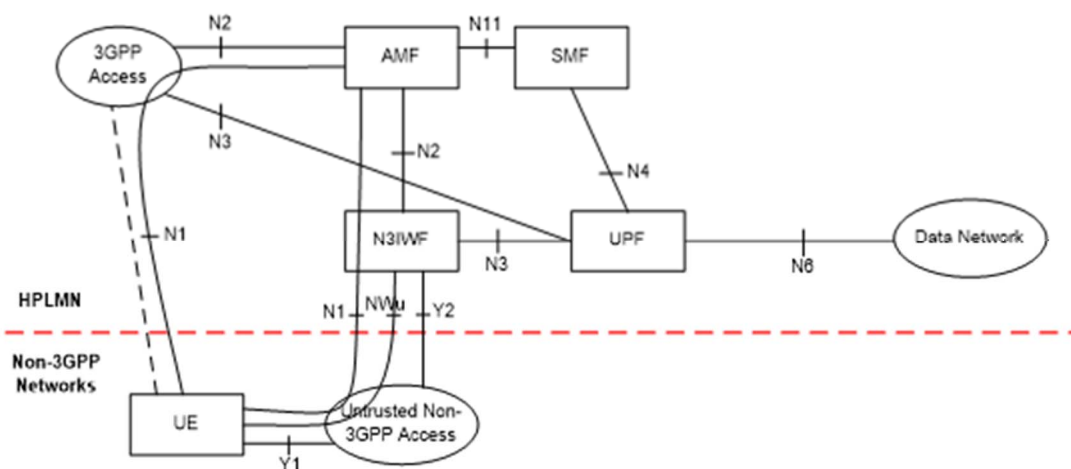 N2
N11
3GPP
Access
AMF
SMF
N3
N2
N4
N1
N3IWF
UPF
Data Network
N3
N6
HPLMN
N1
NWu
Y2
Non-3GPP
Networks
UE
Untrusted Non-
3GPP Access
Y1